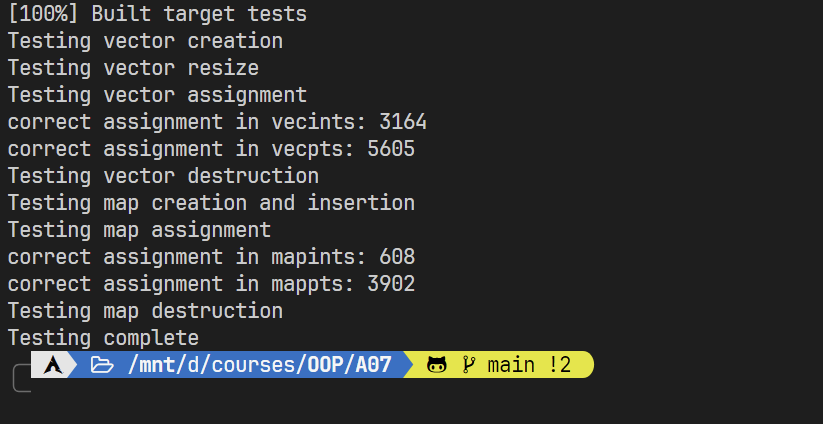 [100%] Built target tests
Testing vector creation
Testing vector resize
Testing vector assignment
correct assignment in vecints: 3164
correct assignment in vecpts: 5605
Testing vector destruction
Testing map creation and insertion
Testing map assignment
correct assignment in mapints: 608
correct assignment in mappts: 3902
Testing map destruction
Testing complete
/mnt/d/courses/OOP/A07 main !2